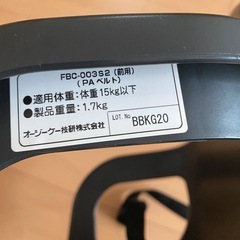 FBC-003S2（前用）
（PAベルト）
●適用体重：体重15kg以下
●製品重量：1.7kg
オージーケー技研株式会社
LOT.No
BBKG20